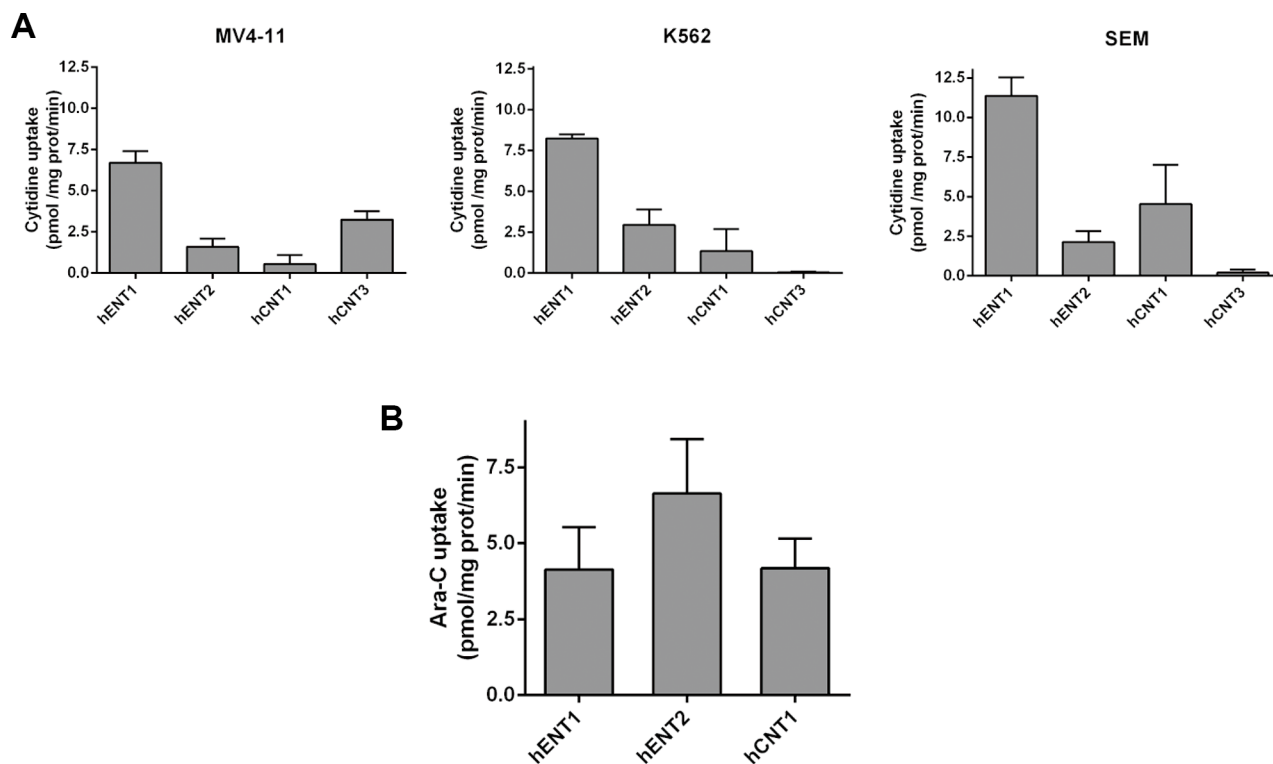 A
MV4-11
Cytidine uptake
(pmol /mg prot/min)
12.5
10.0
7.5
5.0
2.5
0.0
hENT1
hENT2
hCNT1
hCNT3
K562
Cytidine uptake
(pmol /mg prot/min)
12.5
10.0
7.5
5.0
2.5
0.0
hENT1
hENT2
hCNT1
hCNT3
SEM
Cytidine uptake
(pmol /mg prot/min)
12.5
10.0
7.5
5.0
2.5
0.0
hENT1
hENT2
hCNT1
hCNT3
B
Ara-C uptake
(pmol/mg prot/min)
7.5
5.0
2.5
0.0
hENT1
hENT2
hCNT1